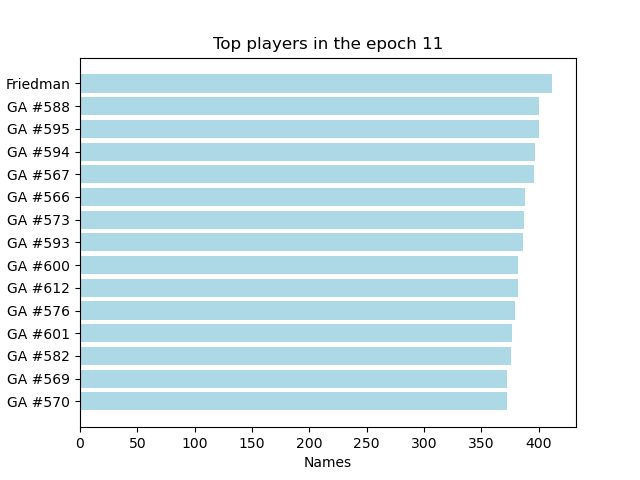 Top players in the epoch 11
Friedman
GA #588
GA #595
GA #594
GA #567
GA #566
GA #573
GA #593
GA #600
GA #612
GA #576
GA #601
GA #582
GA #569
GA #570
0 50 100 150 200 250 300 350 400
Names